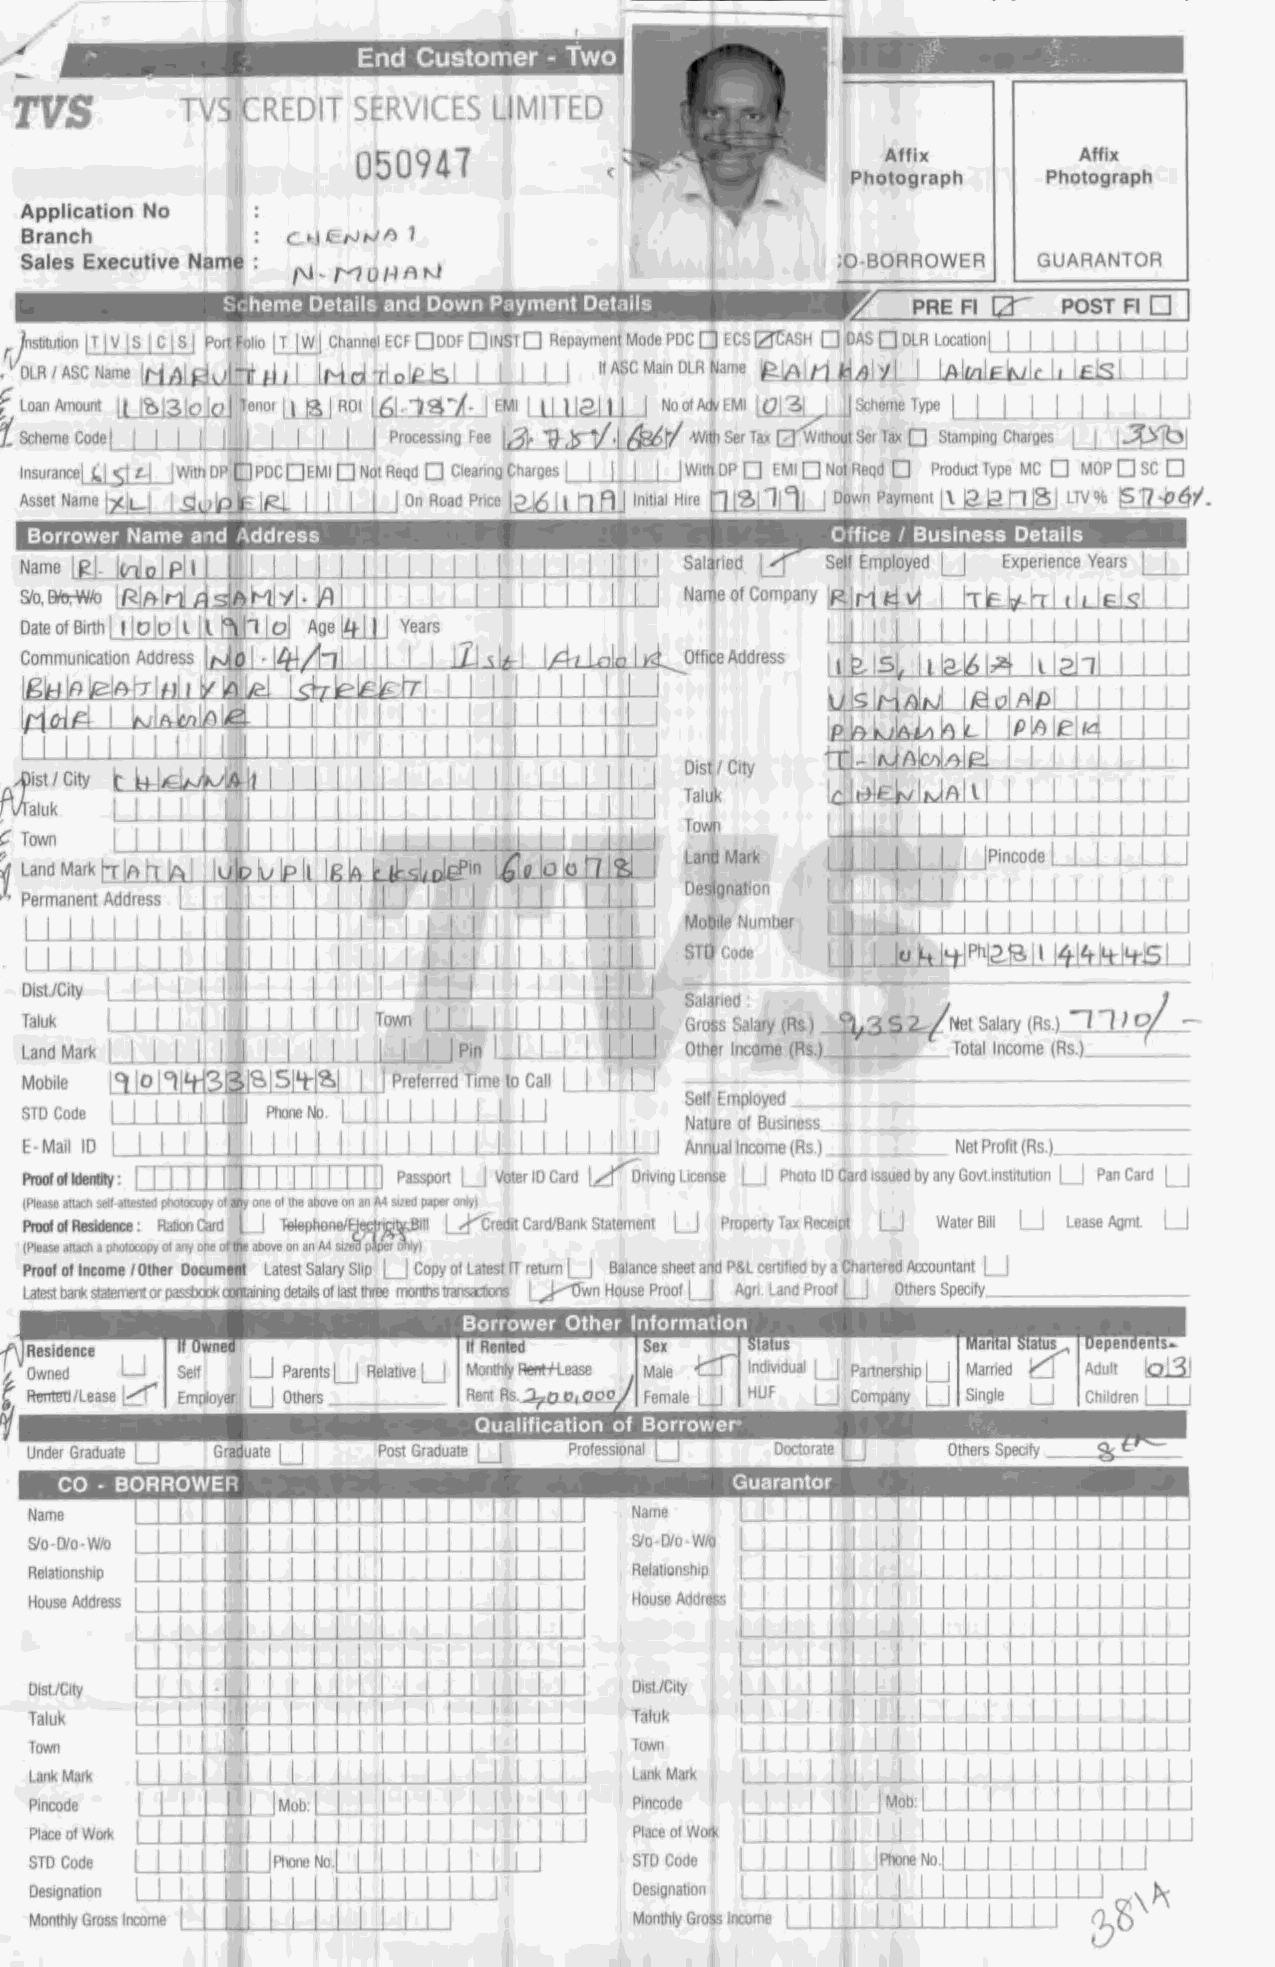 End Customer - Two
TVS
TVS CREDIT SERVICES LIMITED
050947
Affix Photograph
Affix Photograph
Application No :
Branch : CHENNAI
Sales Executive Name : N-MOHAN
O-BORROWER
GUARANTOR
Scheme Details and Down Payment Details PRE FI POST FI
Institution TVSCS Port Folio TW Channel ECF DDF INST Repayment Mode PDC ECS CASH DAS DLR Location
DLR / ASC Name MARUTHI MOTORS If ASC Main DLR Name RAMKAY AGENCIES
Loan Amount 18300 Tenor 18 ROI 16.787. EMI 1121 No of Adv EMI 03 Scheme Type
Scheme Code Processing Fee 3.75%. 686/ With Ser Tax Without Ser Tax Stamping Charges 350
Insurance 652 With DP PDC EMI Not Reqd Clearing Charges With DP EMI Not Reqd Product Type MC MOP SC
Asset Name XL SUPER On Road Price 26179 Initial Hire 7879 Down Payment 12278 LTV % 57.06%.
Borrower Name and Address Office / Business Details
Name R. GOPI Salaried Self Employed Experience Years
S/o, D/o, W/o RAMASAMY. A Name of Company RMKV TEXTILES
Date of Birth 10011970 Age 41 Years
Communication Address NO. 4/7 Ist FLOOR Office Address 125, 126 & 127
BHARATHIYAR STREET USMAN ROAD
MGR NAGAR PANAGAL PARK
T- NAGAR
Dist / City CHENNAI Dist / City
Taluk Taluk CHENNAI
Town Town
Land Mark TATA UDUPI BACKSIDE Pin 600078 Land Mark Pincode
Permanent Address Designation
Mobile Number
STD Code 044 Ph 28144445
Dist./City Salaried :
Taluk Town Gross Salary (Rs.) 9,352/ Net Salary (Rs.) 7710/-
Land Mark Pin Other Income (Rs.) Total Income (Rs.)
Mobile 9094338548 Preferred Time to Call
Self Employed
STD Code Phone No. Nature of Business
E-Mail ID Annual Income (Rs.) Net Profit (Rs.)
Proof of Identity : Passport Voter ID Card Driving License Photo ID Card issued by any Govt.institution Pan Card
(Please attach self-attested photocopy of any one of the above on an A4 sized paper only)
Proof of Residence : Ration Card Telephone/Electricity Bill Credit Card/Bank Statement Property Tax Receipt Water Bill Lease Agmt.
(Please attach a photocopy of any one of the above on an A4 sized paper only)
Proof of Income / Other Document Latest Salary Slip Copy of Latest IT return Balance sheet and P&L certified by a Chartered Accountant
Latest bank statement or passbook containing details of last three months transactions Own House Proof Agri. Land Proof Others Specify
Borrower Other Information
Residence If Owned If Rented Sex Status Marital Status Dependents
Owned Self Parents Relative Monthly Rent / Lease Male Individual Partnership Married Adult 03
Rented /Lease Employer Others Rent Rs. 2,00,000/ Female HUF Company Single Children
Qualification of Borrower
Under Graduate Graduate Post Graduate Professional Doctorate Others Specify 8th
CO - BORROWER Guarantor
Name Name
S/o-D/o-W/o S/o-D/o-W/o
Relationship Relationship
House Address House Address
Dist./City Dist./City
Taluk Taluk
Town Town
Lank Mark Lank Mark
Pincode Mob: Pincode Mob:
Place of Work Place of Work
STD Code Phone No. STD Code Phone No.
Designation Designation
Monthly Gross Income Monthly Gross Income
3814